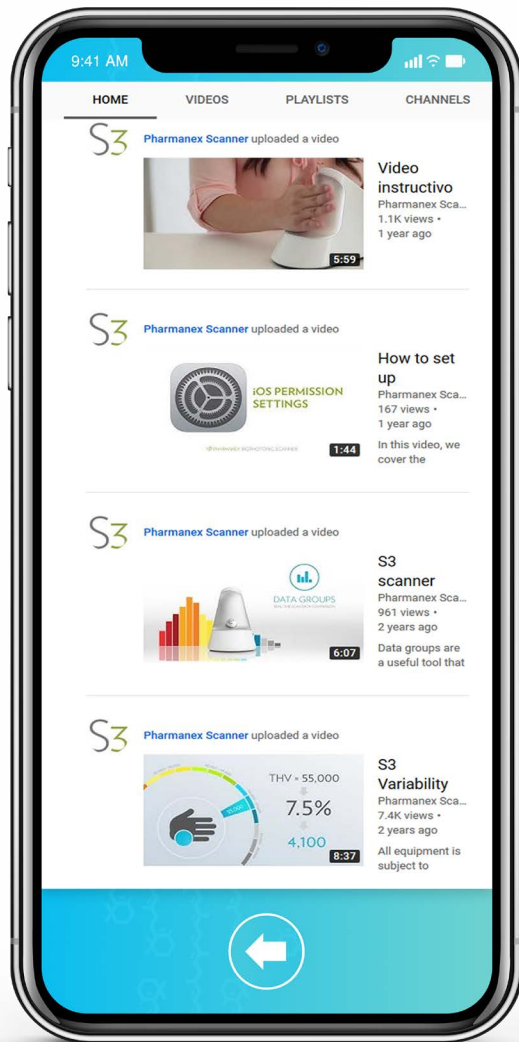 9:41 AM
HOME VIDEOS PLAYLISTS CHANNELS
S3
Pharmanex Scanner uploaded a video
Video
instructivo
Pharmanex Sca...
1.1K views •
1 year ago
5:59
S3
Pharmanex Scanner uploaded a video
iOS PERMISSION
SETTINGS
1:44
How to set
up
Pharmanex Sca...
167 views •
1 year ago
In this video, we
cover the
S3
Pharmanex Scanner uploaded a video
DATA GROUPS
6:07
S3
scanner
Pharmanex Sca...
961 views •
2 years ago
Data groups are
a useful tool that
S3
Pharmanex Scanner uploaded a video
THV = 55,000
7.5%
4,100
8:37
S3
Variability
Pharmanex Sca...
7.4K views •
2 years ago
All equipment is
subject to